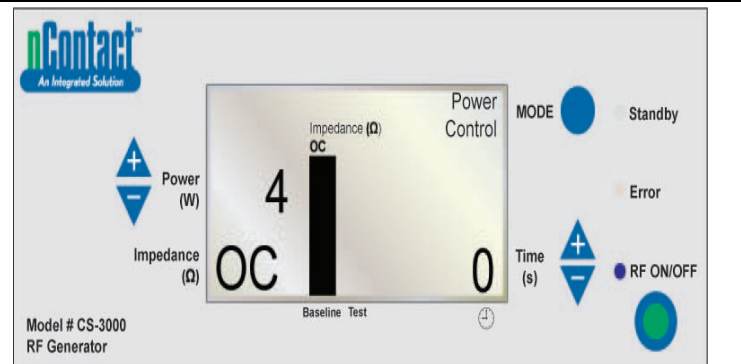 nContact™
An Integrated Solution
Power
Control
MODE
Standby
Impedance (Ω)
OC
Power
(W)
4
Error
Impedance
(Ω)
OC
0
Time
(s)
RF ON/OFF
Baseline Test
Model # CS-3000
RF Generator